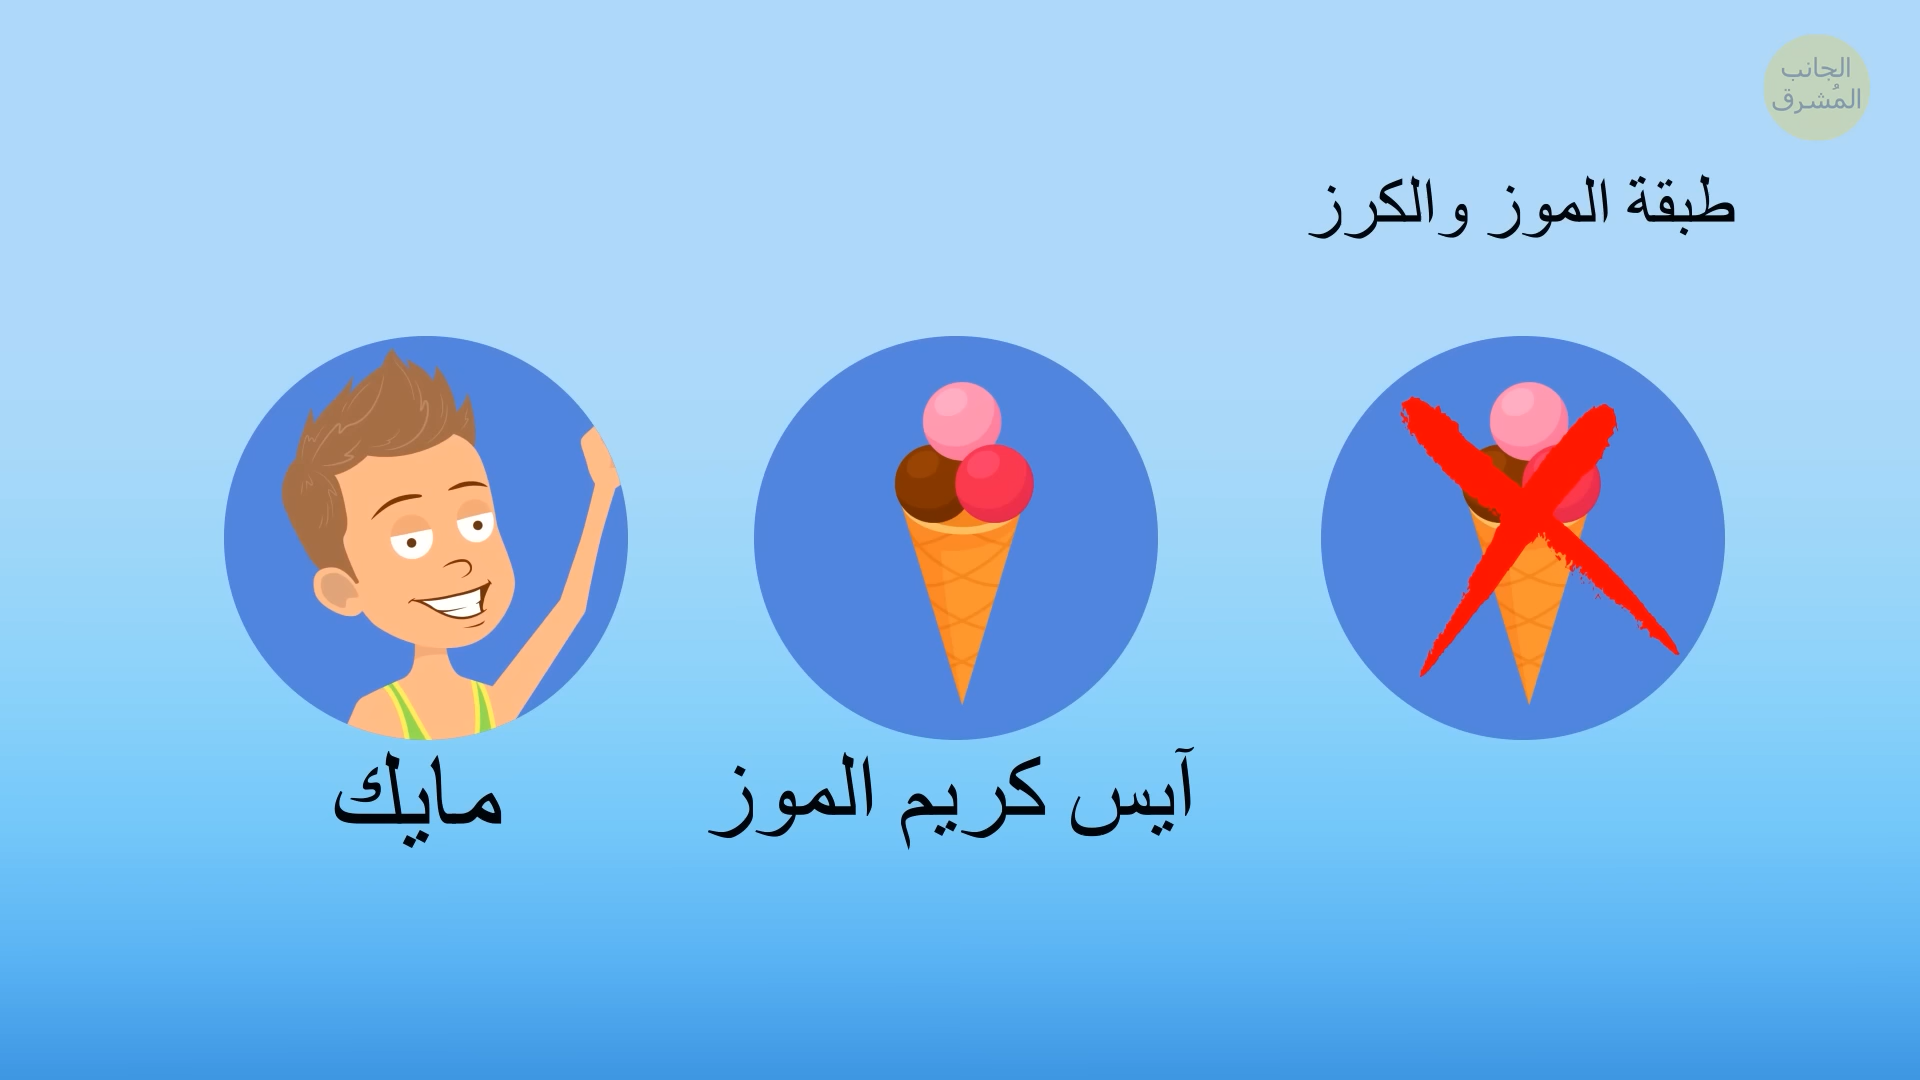 الجانب
المُشرق
طبقة الموز والكرز
آيس كريم الموز
مايك